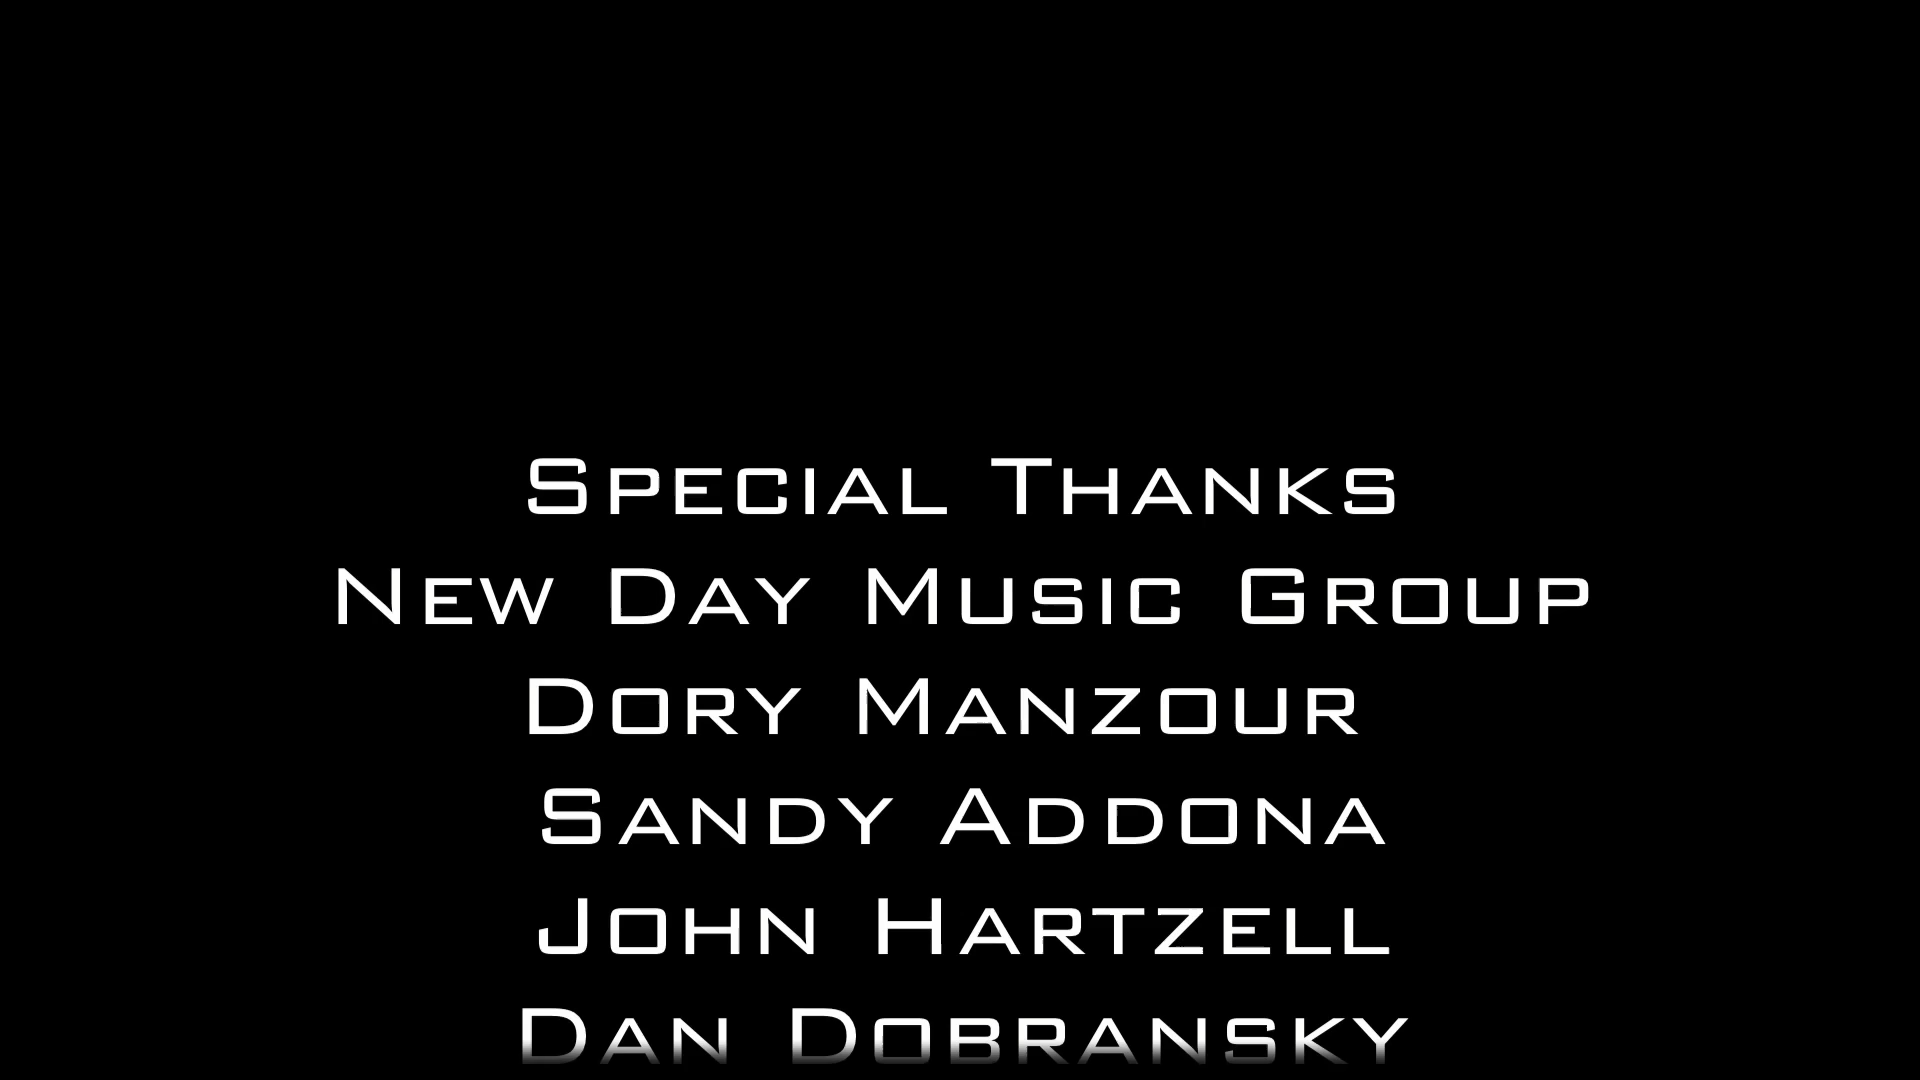 Special Thanks
New Day Music Group
Dory Manzour
Sandy Addona
John Hartzell
Dan Dobransky